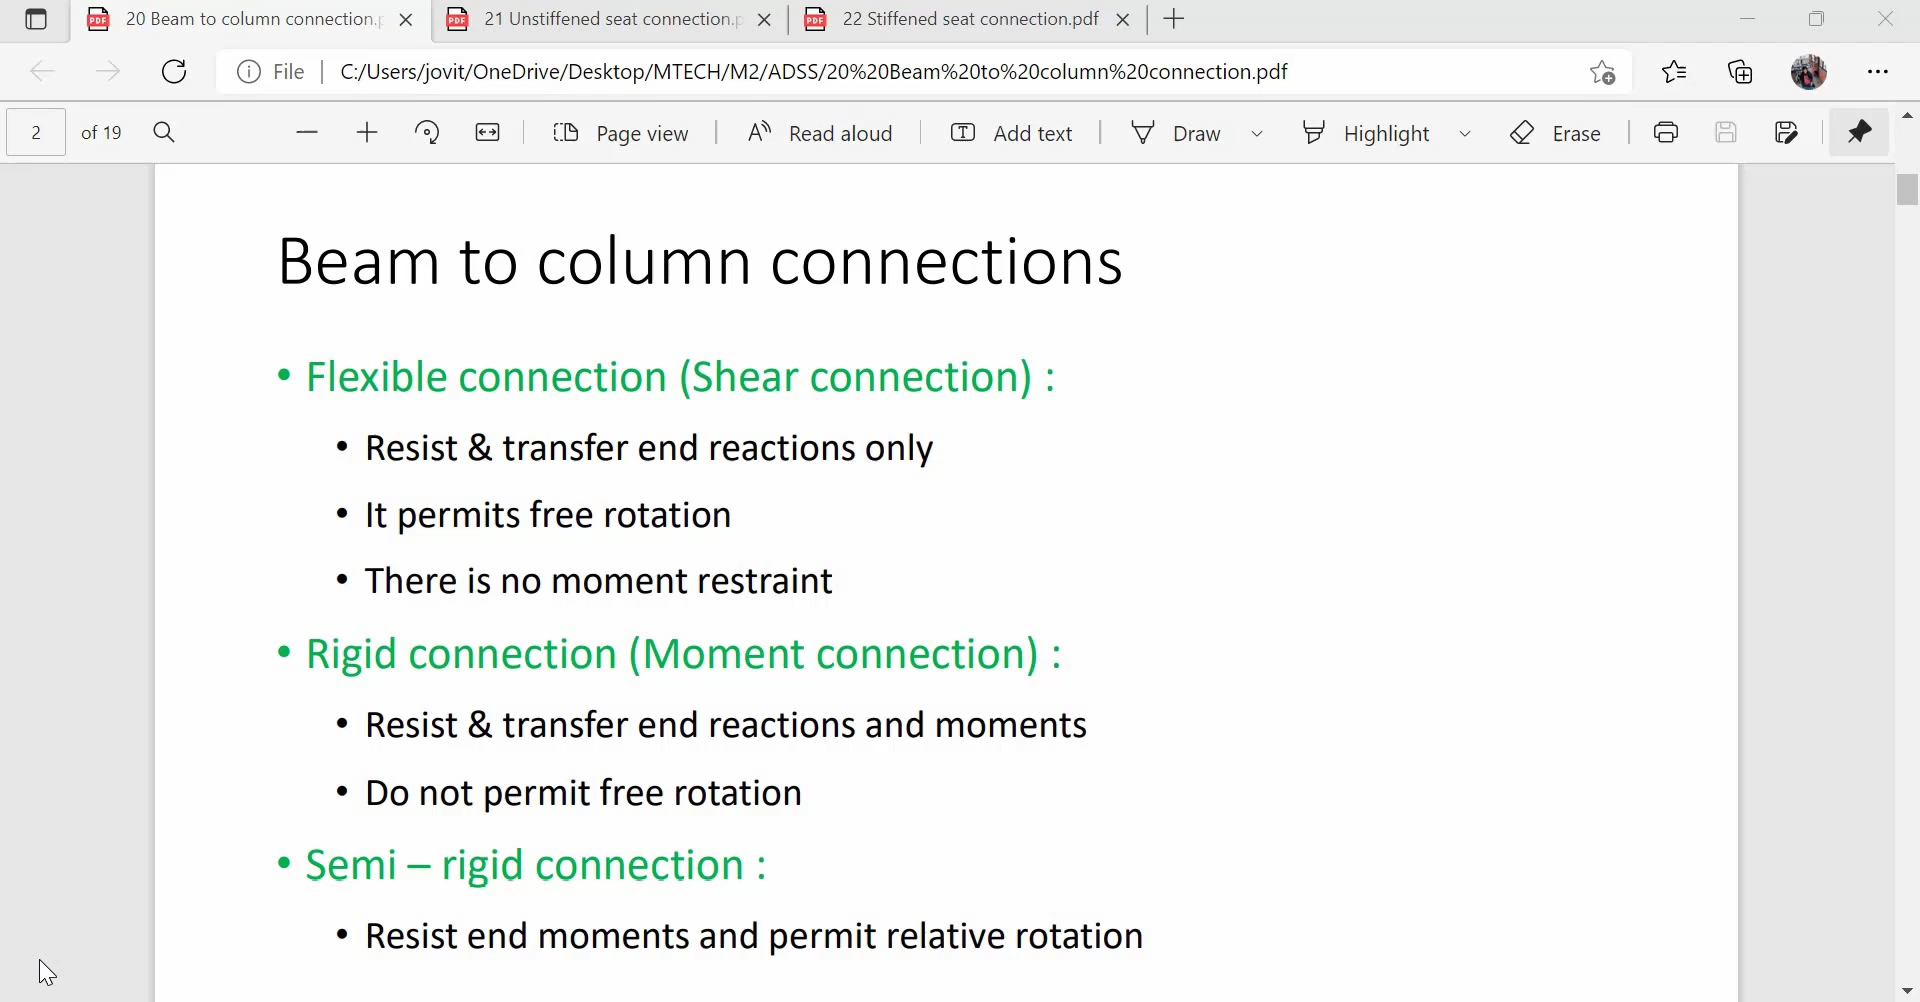 20 Beam to column connection.p
21 Unstiffened seat connection.p
22 Stiffened seat connection.pdf
File
C:/Users/jovit/OneDrive/Desktop/MTECH/M2/ADSS/20%20Beam%20to%20column%20connection.pdf
2 of 19
Page view
Read aloud
Add text
Draw
Highlight
Erase
Beam to column connections
• Flexible connection (Shear connection) :
• Resist & transfer end reactions only
• It permits free rotation
• There is no moment restraint
• Rigid connection (Moment connection) :
• Resist & transfer end reactions and moments
• Do not permit free rotation
• Semi – rigid connection :
• Resist end moments and permit relative rotation